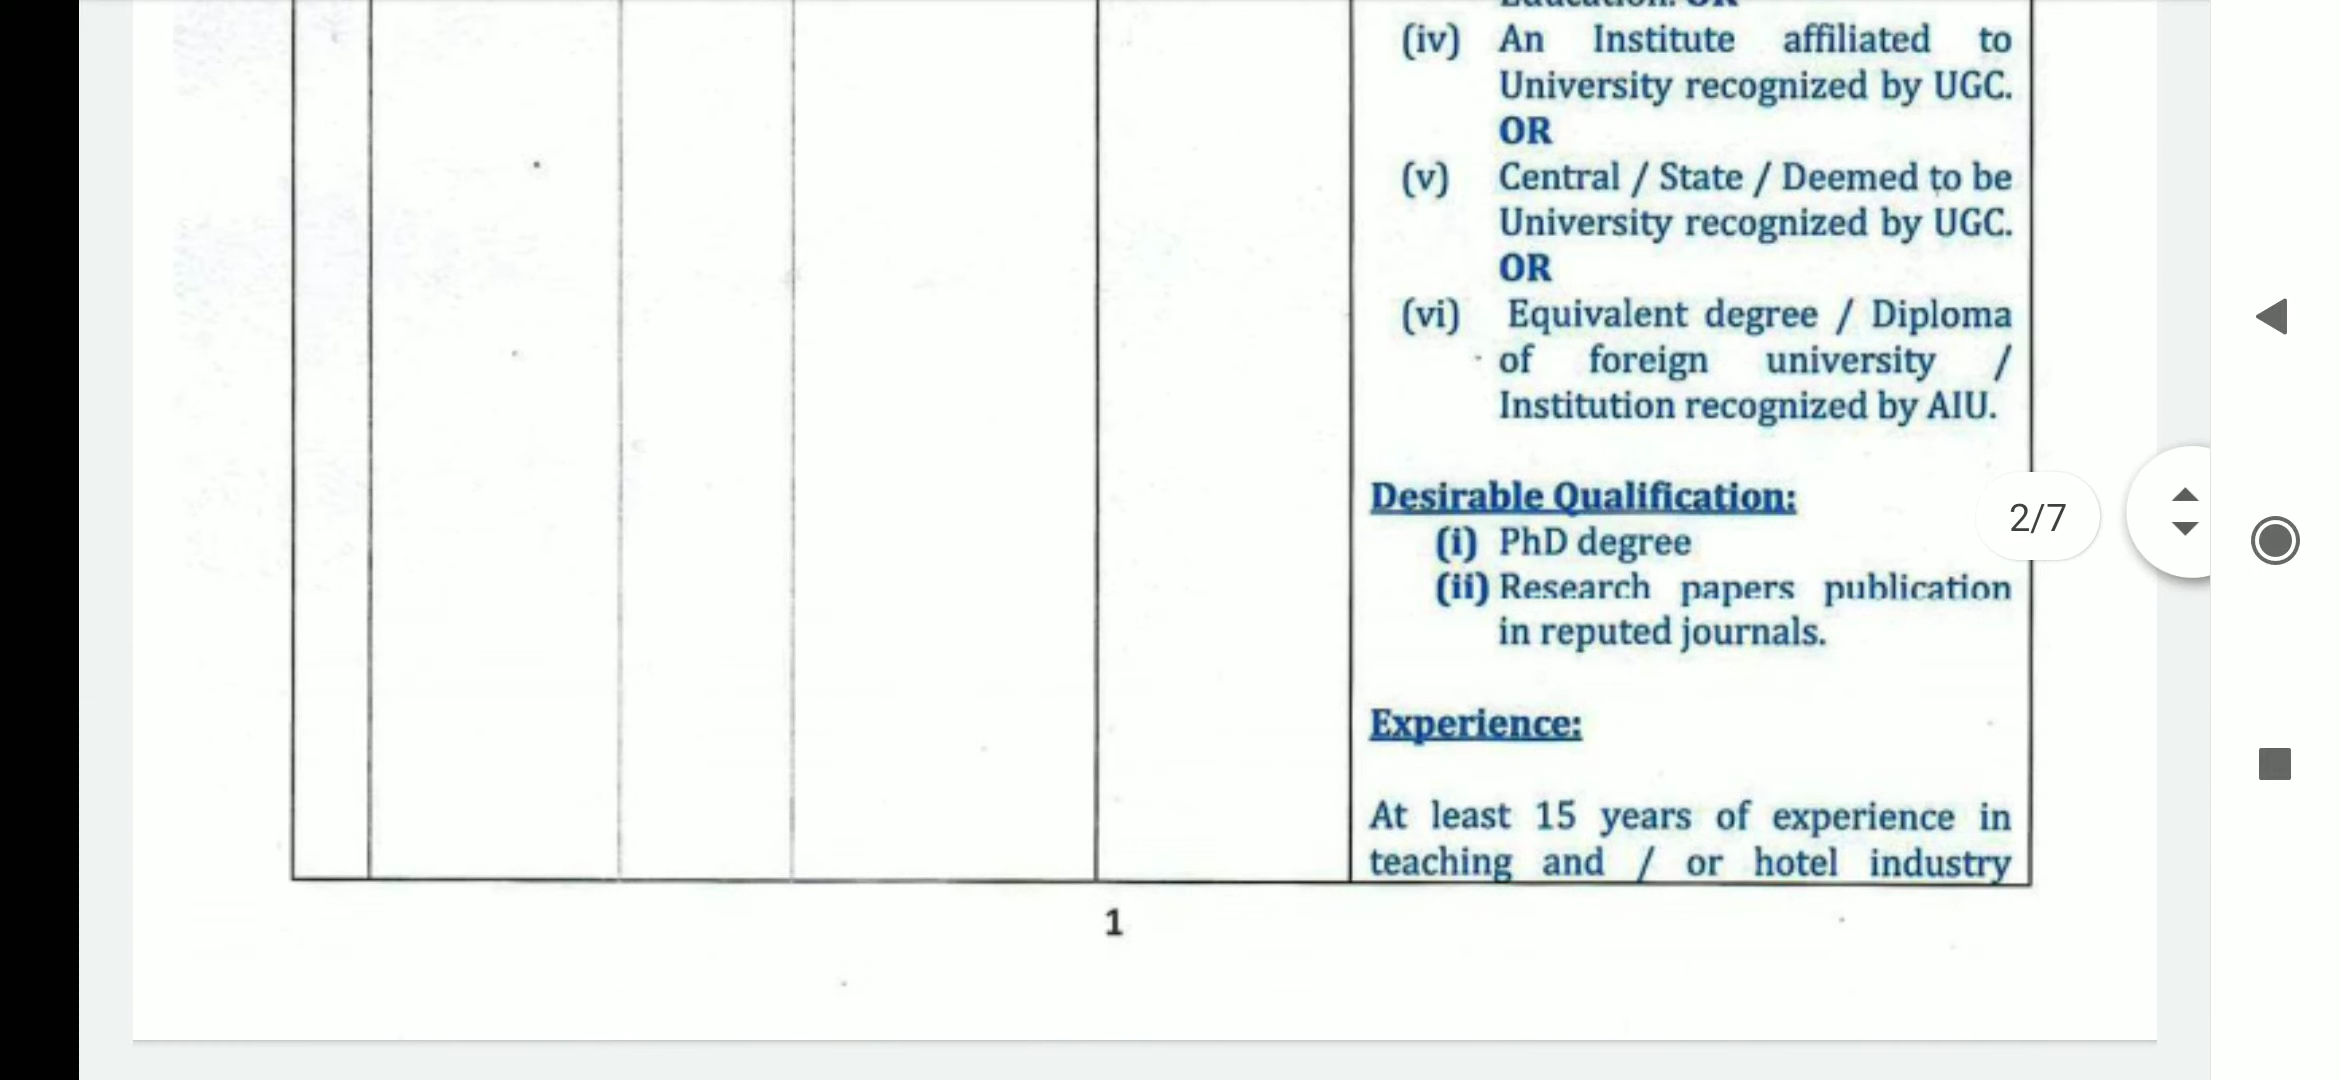 Education. OR
(iv) An Institute affiliated to
University recognized by UGC.
OR
(v) Central / State / Deemed to be
University recognized by UGC.
OR
(vi) Equivalent degree / Diploma
of foreign university /
Institution recognized by AIU.
Desirable Qualification:
(i) PhD degree
(ii) Research papers publication
in reputed journals.
Experience:
At least 15 years of experience in
teaching and / or hotel industry
1
2/7